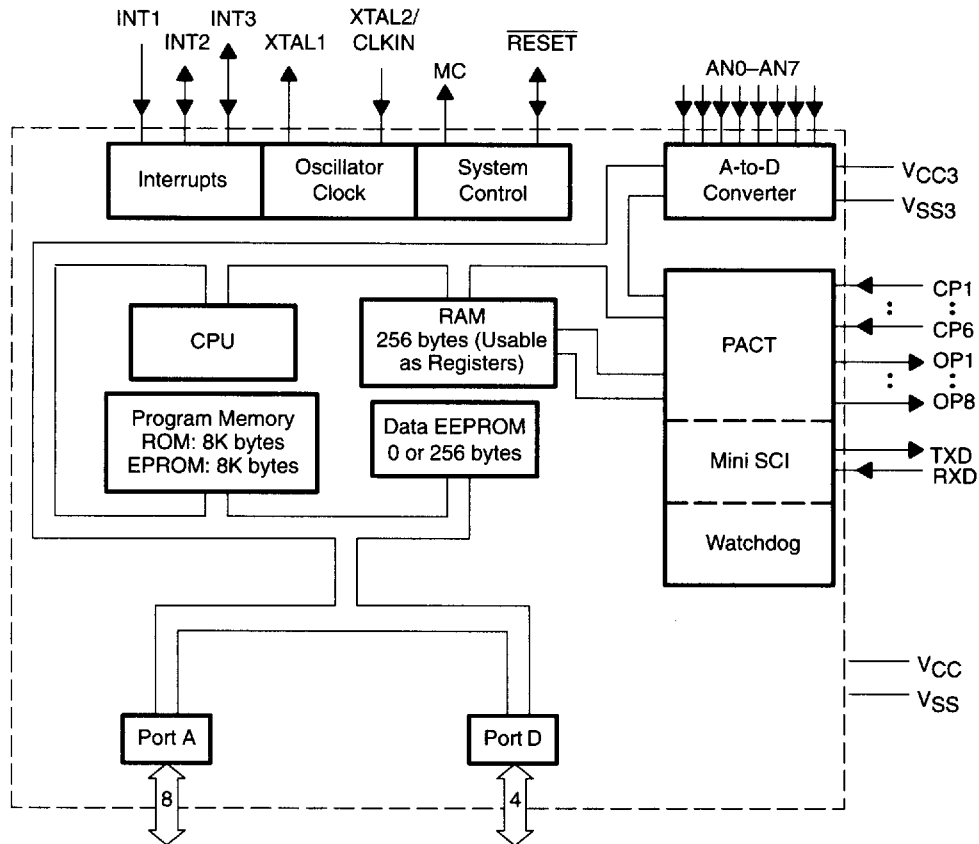 INT1
INT2
INT3
XTAL1
XTAL2/
CLKIN
MC
RESET
AN0–AN7
Interrupts
Oscillator
Clock
System
Control
A-to-D
Converter
VCC3
VSS3
CPU
RAM
256 bytes (Usable
as Registers)
PACT
CP1
CP6
OP1
OP8
Program Memory
ROM: 8K bytes
EPROM: 8K bytes
Data EEPROM
0 or 256 bytes
Mini SCI
TXD
RXD
Watchdog
VCC
VSS
Port A
Port D
8
4